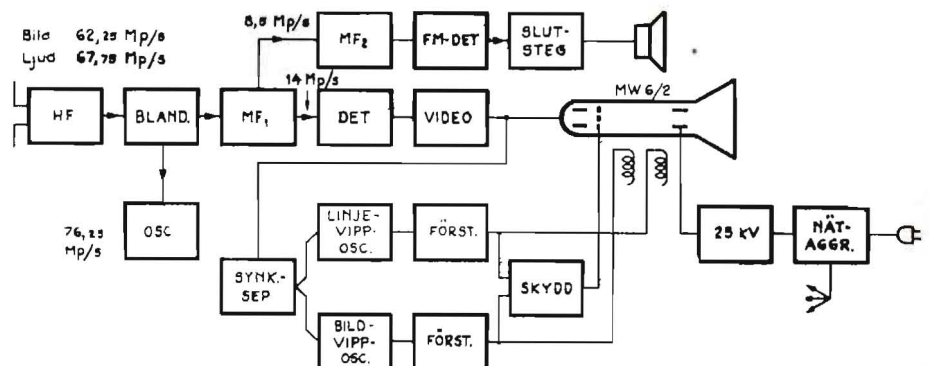 8,5 Mp/s
Bild 62,25 Mp/s
Ljud 67,75 Mp/s
MF₂
FM-DET
SLUT-
STEG
14 Mp/s
MW 6/2
HF
BLAND.
MF₁
DET
VIDEO
76,25
Mp/s
OSC
LINJE-
VIPP-
OSC.
FÖRST.
25 KV
NÄT-
AGGR.
SYNK.-
SEP
SKYDD
BILD-
VIPP-
OSC.
FÖRST.